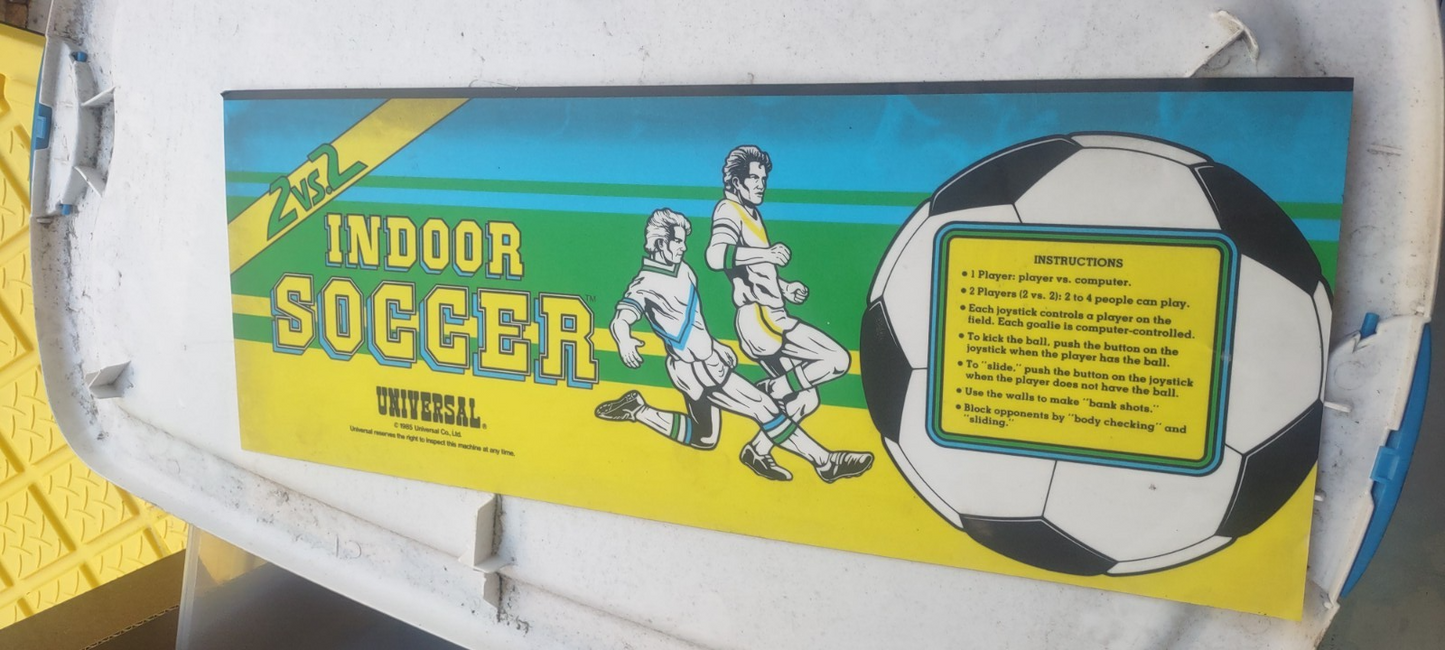 2 vs. 2
INDOOR
SOCCER™
UNIVERSAL®
© 1985 Universal Co., Ltd.
Universal reserves the right to inspect this machine at any time.
INSTRUCTIONS
• 1 Player: player vs. computer.
• 2 Players (2 vs. 2): 2 to 4 people can play.
• Each joystick controls a player on the
field. Each goalie is computer-controlled.
• To kick the ball, push the button on the
joystick when the player has the ball.
• To "slide," push the button on the joystick
when the player does not have the ball.
• Use the walls to make "bank shots."
• Block opponents by "body checking" and
"sliding."